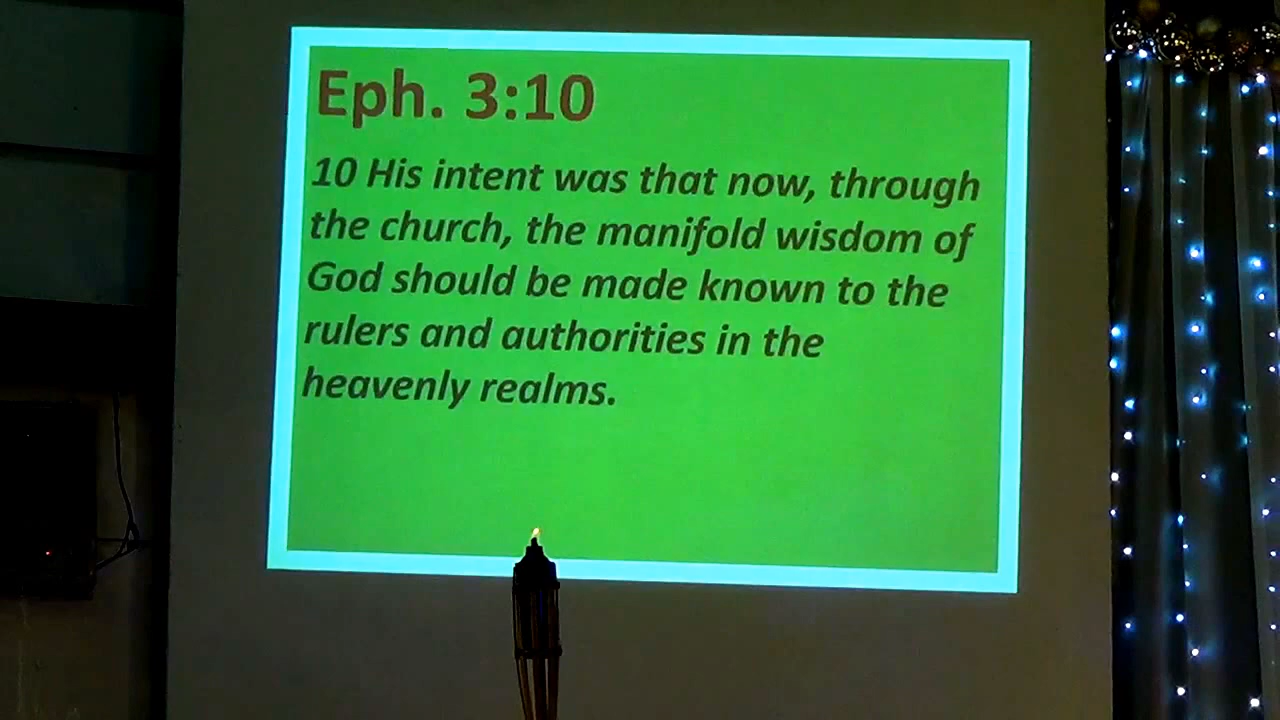 Eph. 3:10
10 His intent was that now, through
the church, the manifold wisdom of
God should be made known to the
rulers and authorities in the
heavenly realms.